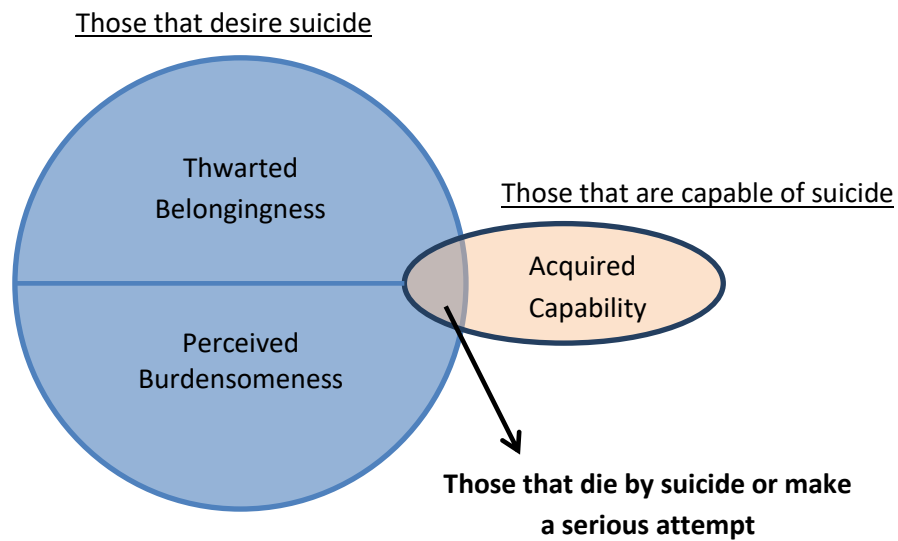 Those that desire suicide
Thwarted
Belongingness
Those that are capable of suicide
Acquired
Capability
Perceived
Burdensomeness
Those that die by suicide or make
a serious attempt